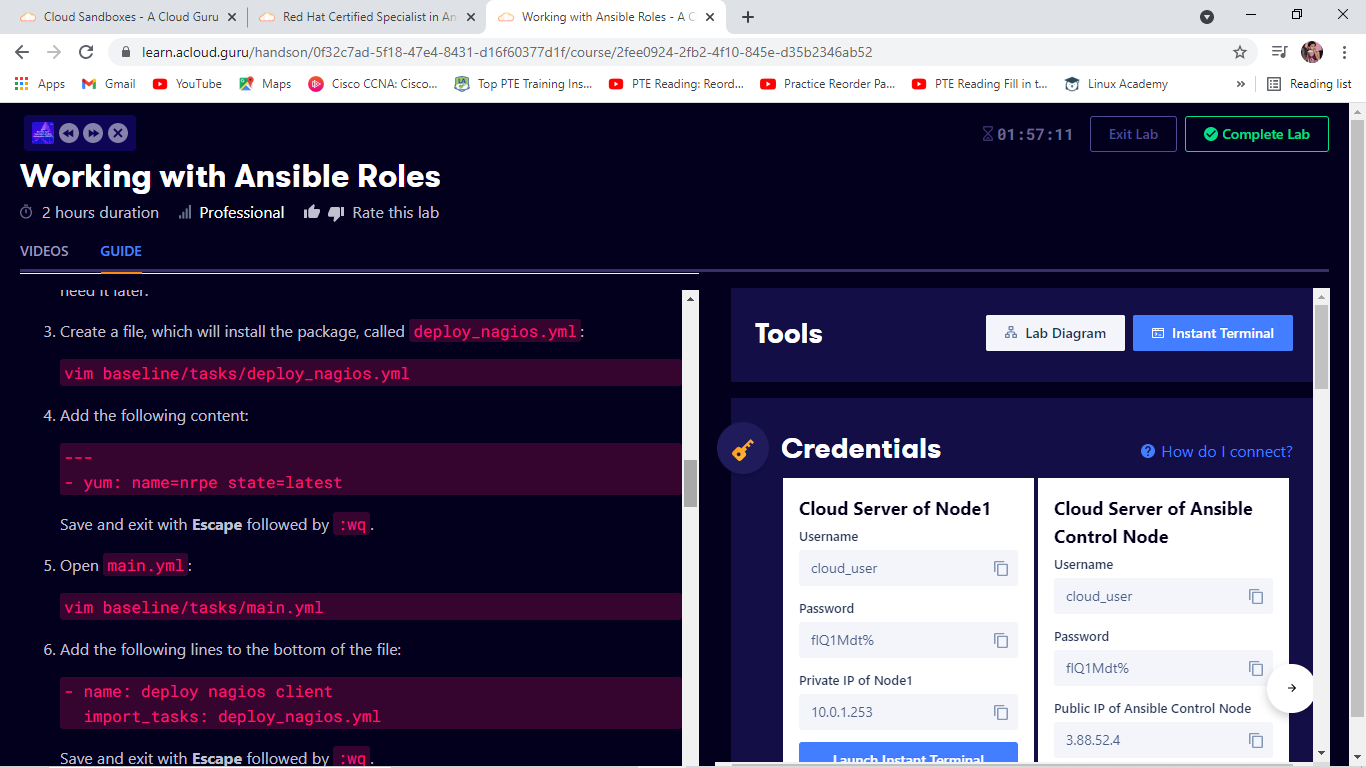 Cloud Sandboxes - A Cloud Guru
Red Hat Certified Specialist in An
Working with Ansible Roles - A C
learn.acloud.guru/handson/0f32c7ad-5f18-47e4-8431-d16f60377d1f/course/2fee0924-2fb2-4f10-845e-d35b2346ab52
Apps
Gmail
YouTube
Maps
Cisco CCNA: Cisco...
Top PTE Training Ins...
PTE Reading: Reord...
Practice Reorder Pa...
PTE Reading Fill in t...
Linux Academy
»
Reading list
01:57:11
Exit Lab
Complete Lab
Working with Ansible Roles
2 hours duration
Professional
Rate this lab
VIDEOS
GUIDE
need it later.
3. Create a file, which will install the package, called deploy_nagios.yml:
vim baseline/tasks/deploy_nagios.yml
4. Add the following content:
---
- yum: name=nrpe state=latest
Save and exit with Escape followed by :wq.
5. Open main.yml:
vim baseline/tasks/main.yml
6. Add the following lines to the bottom of the file:
- name: deploy nagios client
import_tasks: deploy_nagios.yml
Save and exit with Escape followed by :wq.
Tools
Lab Diagram
Instant Terminal
Credentials
How do I connect?
Cloud Server of Node1
Username
cloud_user
Password
fIQ1Mdt%
Private IP of Node1
10.0.1.253
Launch Instant Terminal
Cloud Server of Ansible
Control Node
Username
cloud_user
Password
fIQ1Mdt%
Public IP of Ansible Control Node
3.88.52.4